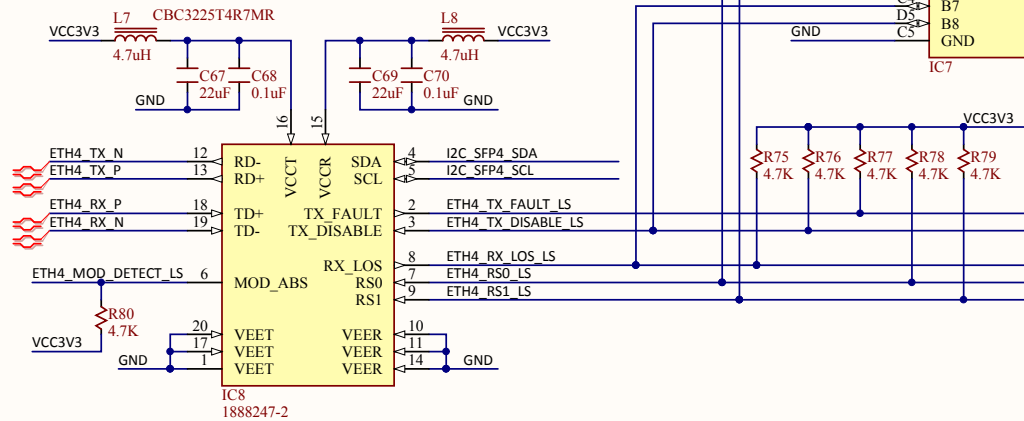 L7
CBC3225T4R7MR
VCC3V3
4.7uH
L8
VCC3V3
4.7uH
C67
22uF
C68
0.1uF
GND
C69
22uF
C70
0.1uF
GND
B7
D5
B8
GND
C5
GND
IC7
16
15
VCCT
VCCR
ETH4_TX_N
12
RD-
ETH4_TX_P
13
RD+
ETH4_RX_P
18
TD+
ETH4_RX_N
19
TD-
ETH4_MOD_DETECT_LS
6
MOD_ABS
R80
4.7K
VCC3V3
20
VEET
17
VEET
GND
1
VEET
SDA
4
I2C_SFP4_SDA
SCL
5
I2C_SFP4_SCL
TX_FAULT
2
ETH4_TX_FAULT_LS
TX_DISABLE
3
ETH4_TX_DISABLE_LS
RX_LOS
8
ETH4_RX_LOS_LS
RS0
7
ETH4_RS0_LS
RS1
9
ETH4_RS1_LS
VEER
10
VEER
11
VEER
14
GND
IC8
1888247-2
VCC3V3
R75
4.7K
R76
4.7K
R77
4.7K
R78
4.7K
R79
4.7K